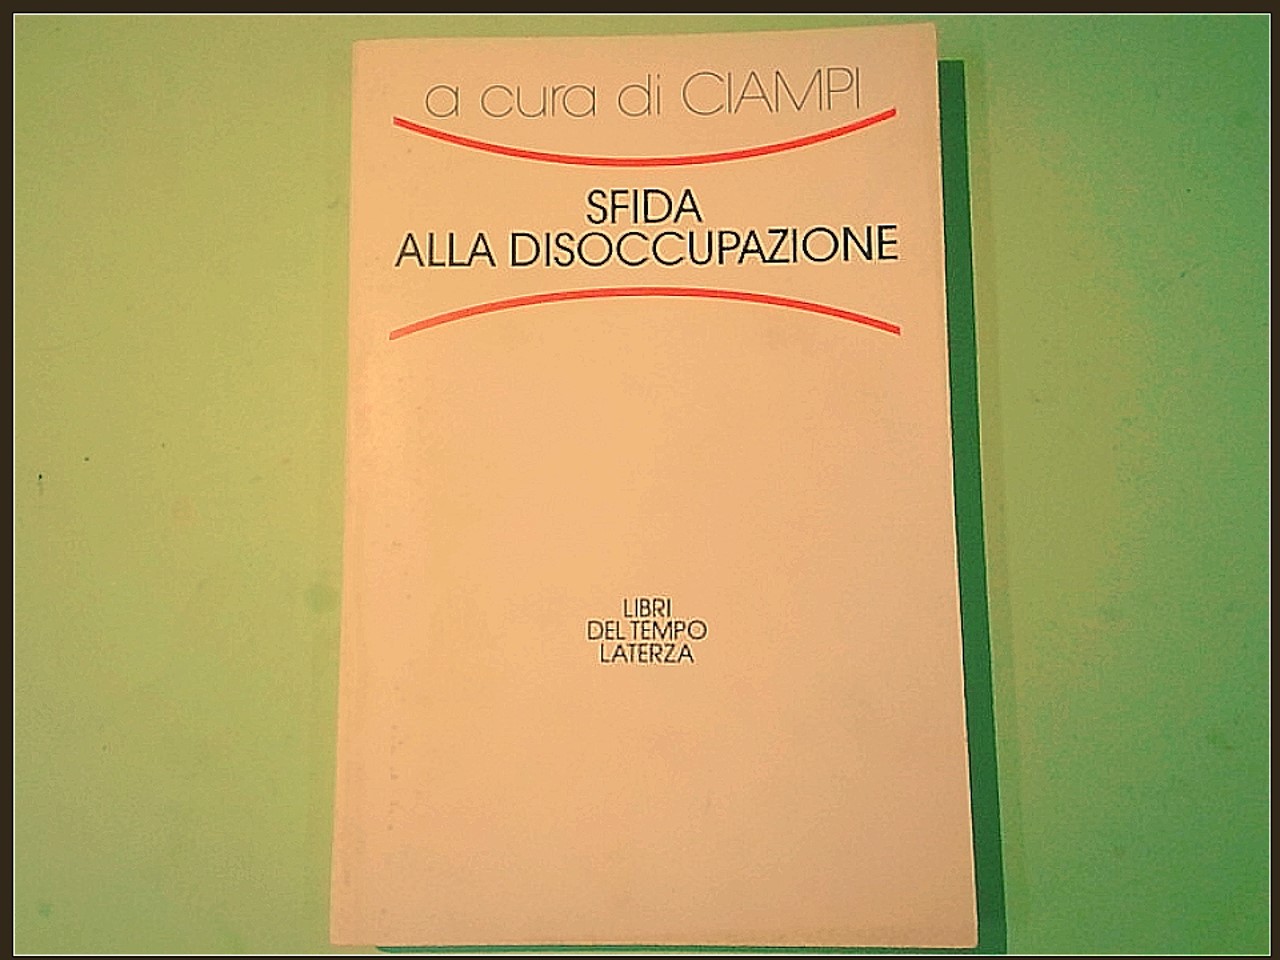 a cura di CIAMPI
SFIDA
ALLA DISOCCUPAZIONE
LIBRI
DEL TEMPO
LATERZA